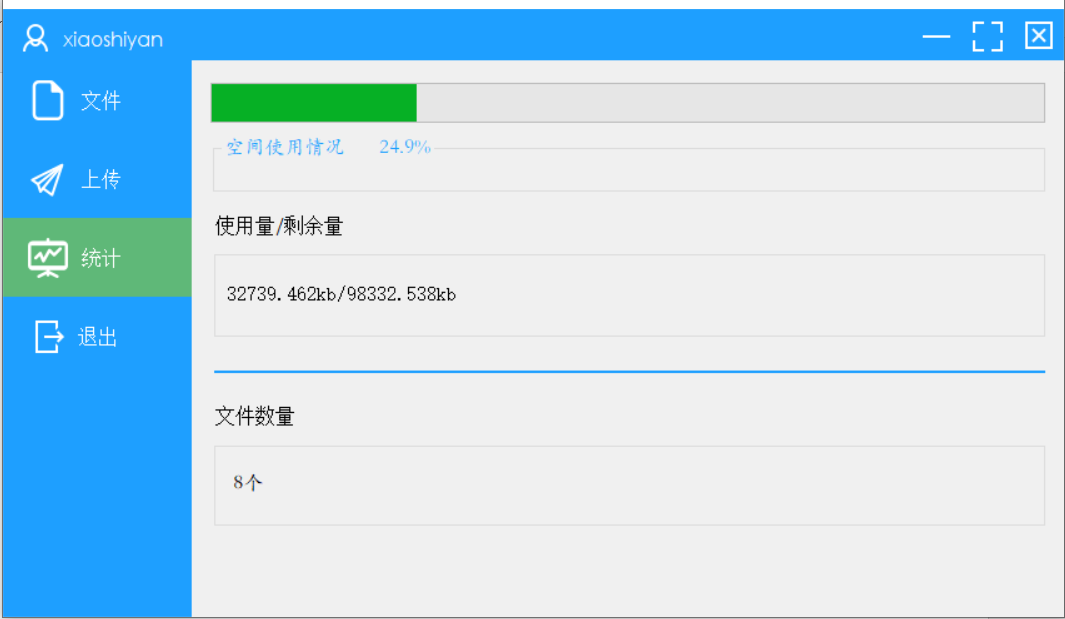 xiaoshiyan
文件
上传
统计
退出
空间使用情况 24.9%
使用量/剩余量
32739.462kb/98332.538kb
文件数量
8个